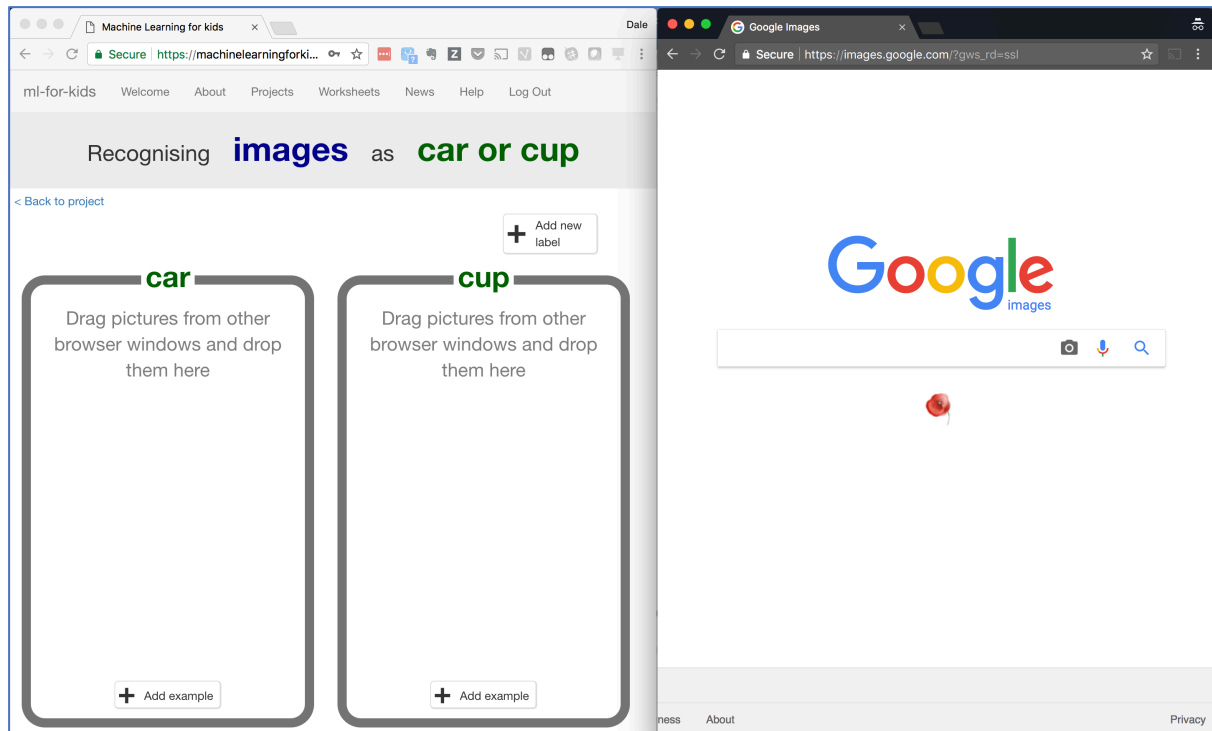 Machine Learning for kids
Dale
Secure https://machinelearningforki...
ml-for-kids Welcome About Projects Worksheets News Help Log Out
Recognising images as car or cup
< Back to project
Add new
label
car
Drag pictures from other
browser windows and drop
them here
Add example
cup
Drag pictures from other
browser windows and drop
them here
Add example
Google Images
Secure https://images.google.com/?gws_rd=ssl
Google
images
ness About Privacy